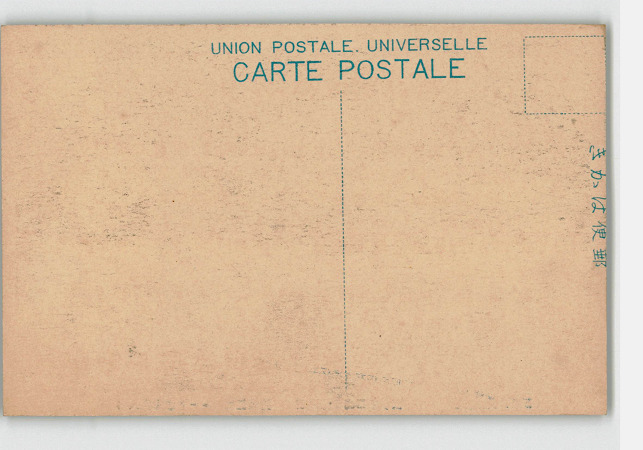 UNION POSTALE. UNIVERSELLE
CARTE POSTALE
きかは便郵